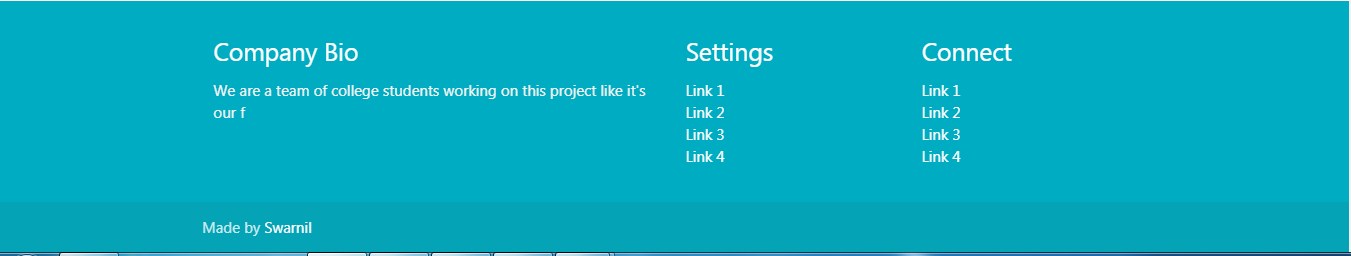 Company Bio
We are a team of college students working on this project like it's
our f
Settings
Link 1
Link 2
Link 3
Link 4
Connect
Link 1
Link 2
Link 3
Link 4
Made by Swarnil